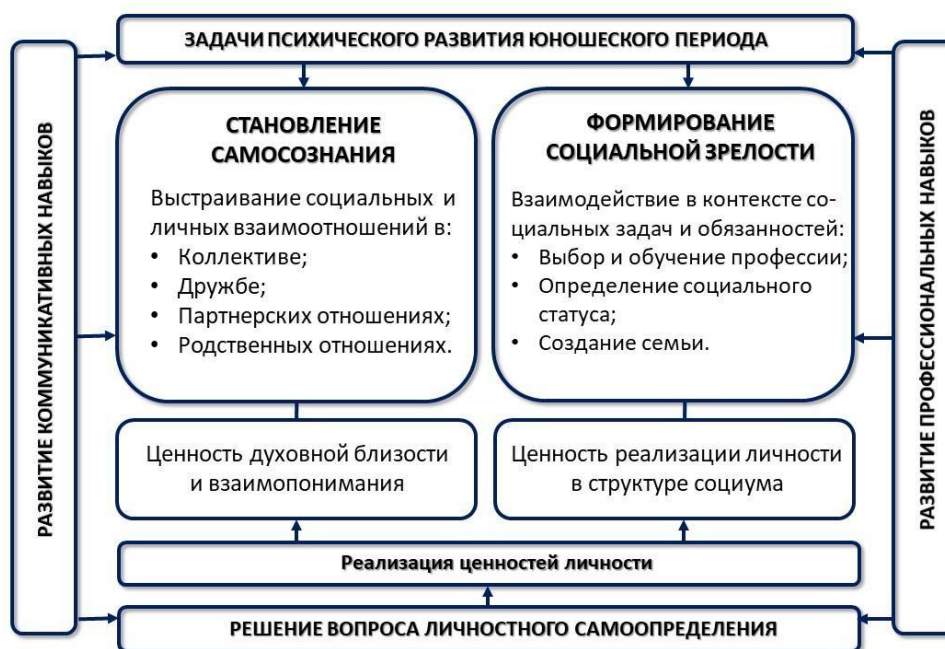 ЗАДАЧИ ПСИХИЧЕСКОГО РАЗВИТИЯ ЮНОШЕСКОГО ПЕРИОДА
РАЗВИТИЕ КОММУНИКАТИВНЫХ НАВЫКОВ
СТАНОВЛЕНИЕ
САМОСОЗНАНИЯ
Выстраивание социальных и
личных взаимоотношений в:
• Коллективе;
• Дружбе;
• Партнерских отношениях;
• Родственных отношениях.
ФОРМИРОВАНИЕ
СОЦИАЛЬНОЙ ЗРЕЛОСТИ
Взаимодействие в контексте со-
циальных задач и обязанностей:
• Выбор и обучение профессии;
• Определение социального
статуса;
• Создание семьи.
РАЗВИТИЕ ПРОФЕССИОНАЛЬНЫХ НАВЫКОВ
Ценность духовной близости
и взаимопонимания
Ценность реализации личности
в структуре социума
Реализация ценностей личности
РЕШЕНИЕ ВОПРОСА ЛИЧНОСТНОГО САМООПРЕДЕЛЕНИЯ